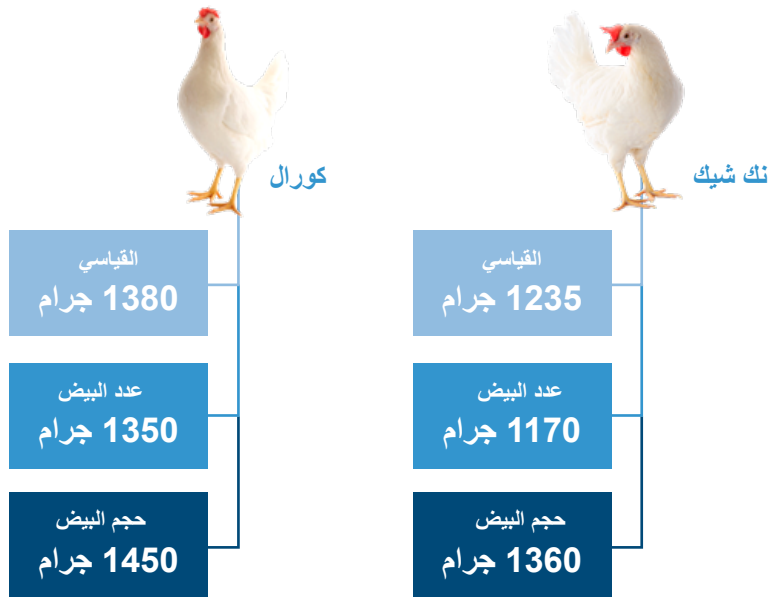 نك شيك
القياسي
1235 جرام
عدد البيض
1170 جرام
حجم البيض
1360 جرام
كورال
القياسي
1380 جرام
عدد البيض
1350 جرام
حجم البيض
1450 جرام